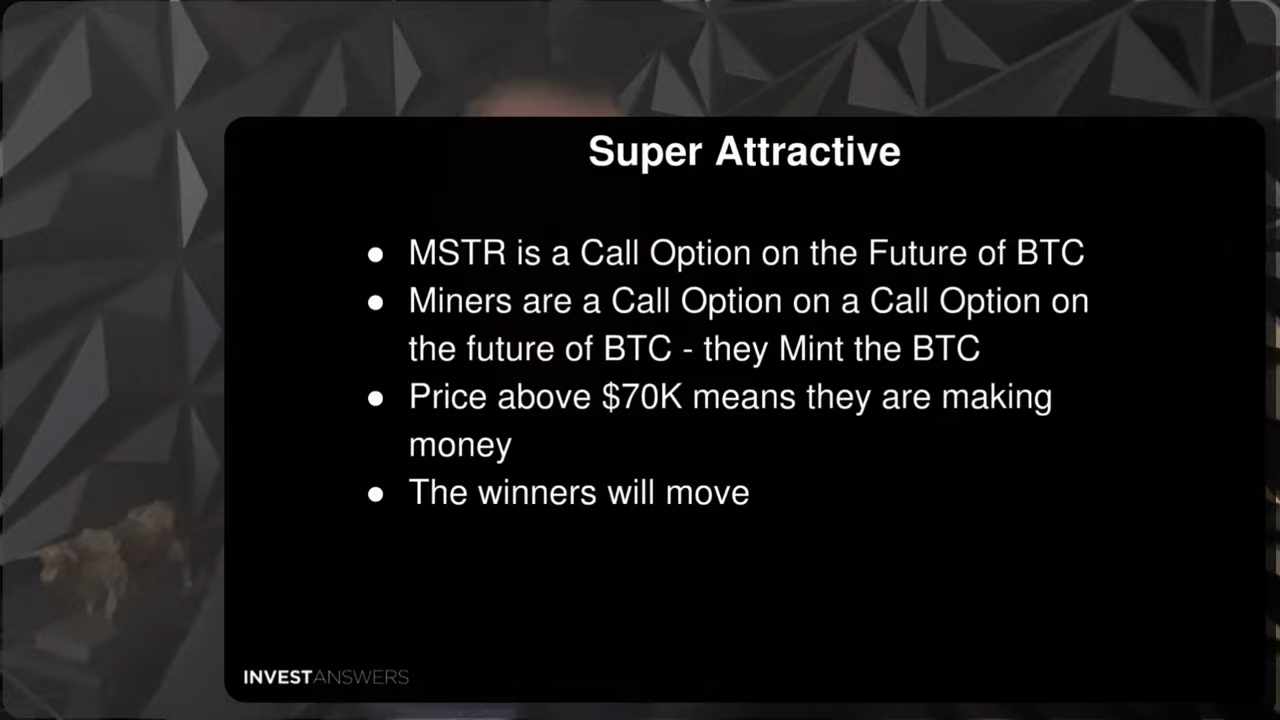 Super Attractive
● MSTR is a Call Option on the Future of BTC
● Miners are a Call Option on a Call Option on
the future of BTC - they Mint the BTC
● Price above $70K means they are making
money
● The winners will move
INVESTANSWERS